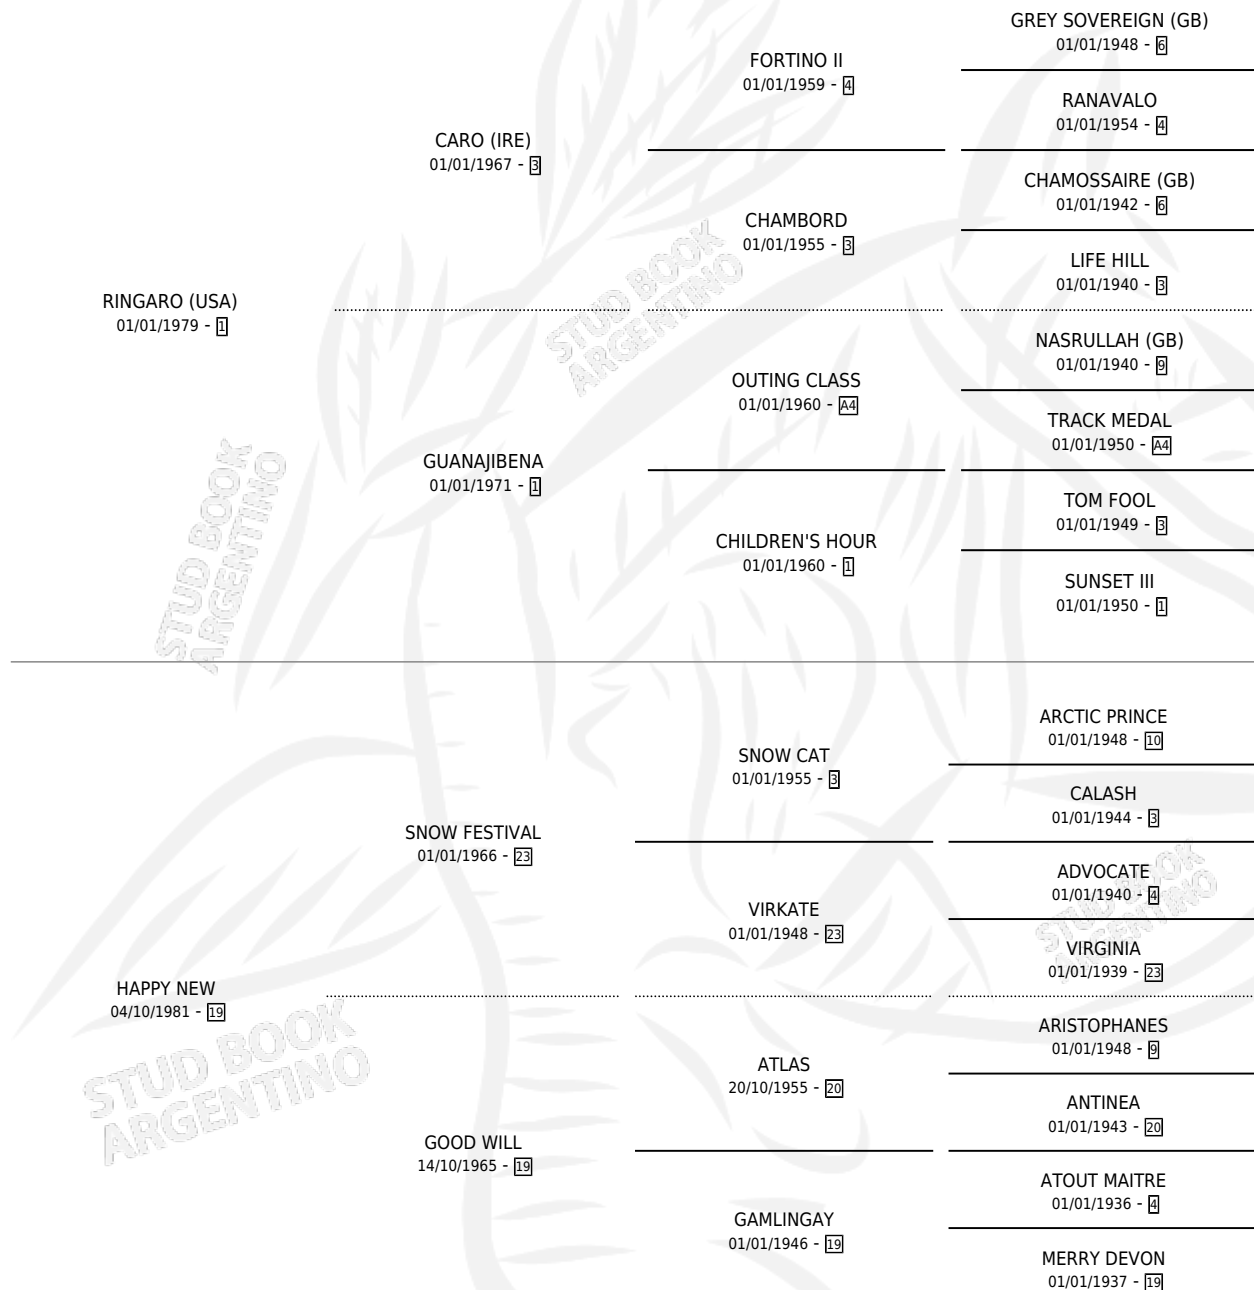 GREY SOVEREIGN (GB)
01/01/1948 - 6
FORTINO II
01/01/1959 - 4
RANAVALO
01/01/1954 - 4
CARO (IRE)
01/01/1967 - 3
CHAMOSSAIRE (GB)
01/01/1942 - 6
CHAMBORD
01/01/1955 - 3
LIFE HILL
01/01/1940 - 3
RINGARO (USA)
01/01/1979 - 1
STUD BOOK
ARGENTINO
NASRULLAH (GB)
01/01/1940 - 9
OUTING CLASS
01/01/1960 - A4
TRACK MEDAL
01/01/1950 - A4
GUANAJIBENA
01/01/1971 - 1
STUD BOOK
ARGENTINO
TOM FOOL
01/01/1949 - 3
CHILDREN'S HOUR
01/01/1960 - 1
SUNSET III
01/01/1950 - 1
ARCTIC PRINCE
01/01/1948 - 10
SNOW CAT
01/01/1955 - 3
CALASH
01/01/1944 - 3
SNOW FESTIVAL
01/01/1966 - 23
ADVOCATE
01/01/1940 - 4
STUD BOOK
ARGENTINO
VIRKATE
01/01/1948 - 23
VIRGINIA
01/01/1939 - 23
HAPPY NEW
04/10/1981 - 19
STUD BOOK
ARGENTINO
ARISTOPHANES
01/01/1948 - 9
ATLAS
20/10/1955 - 20
ANTINEA
01/01/1943 - 20
GOOD WILL
14/10/1965 - 19
ATOUT MAITRE
01/01/1936 - 4
GAMLINGAY
01/01/1946 - 19
MERRY DEVON
01/01/1937 - 19